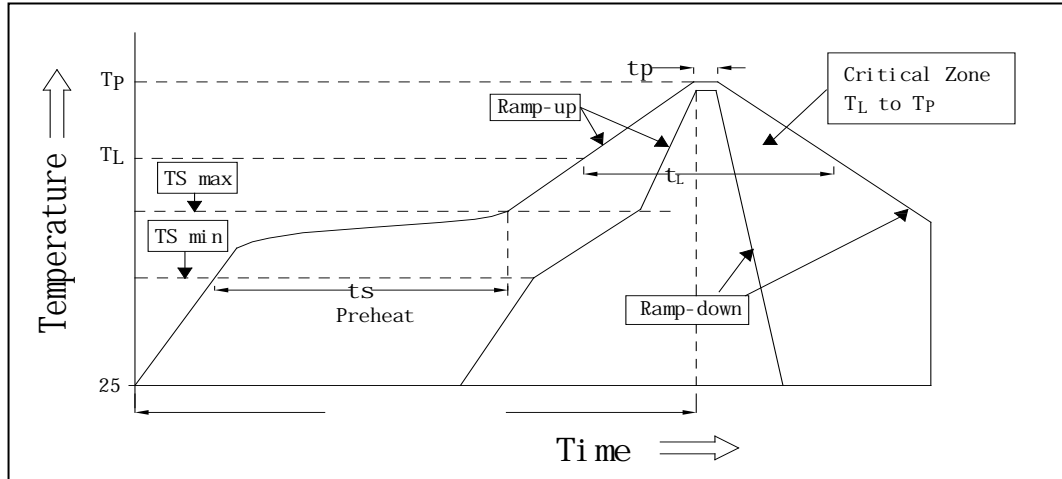 tp
TP
Critical Zone
TL to TP
Ramp-up
TL
TS max
tL
TS min
ts
Preheat
Ramp-down
25
Temperature
Time